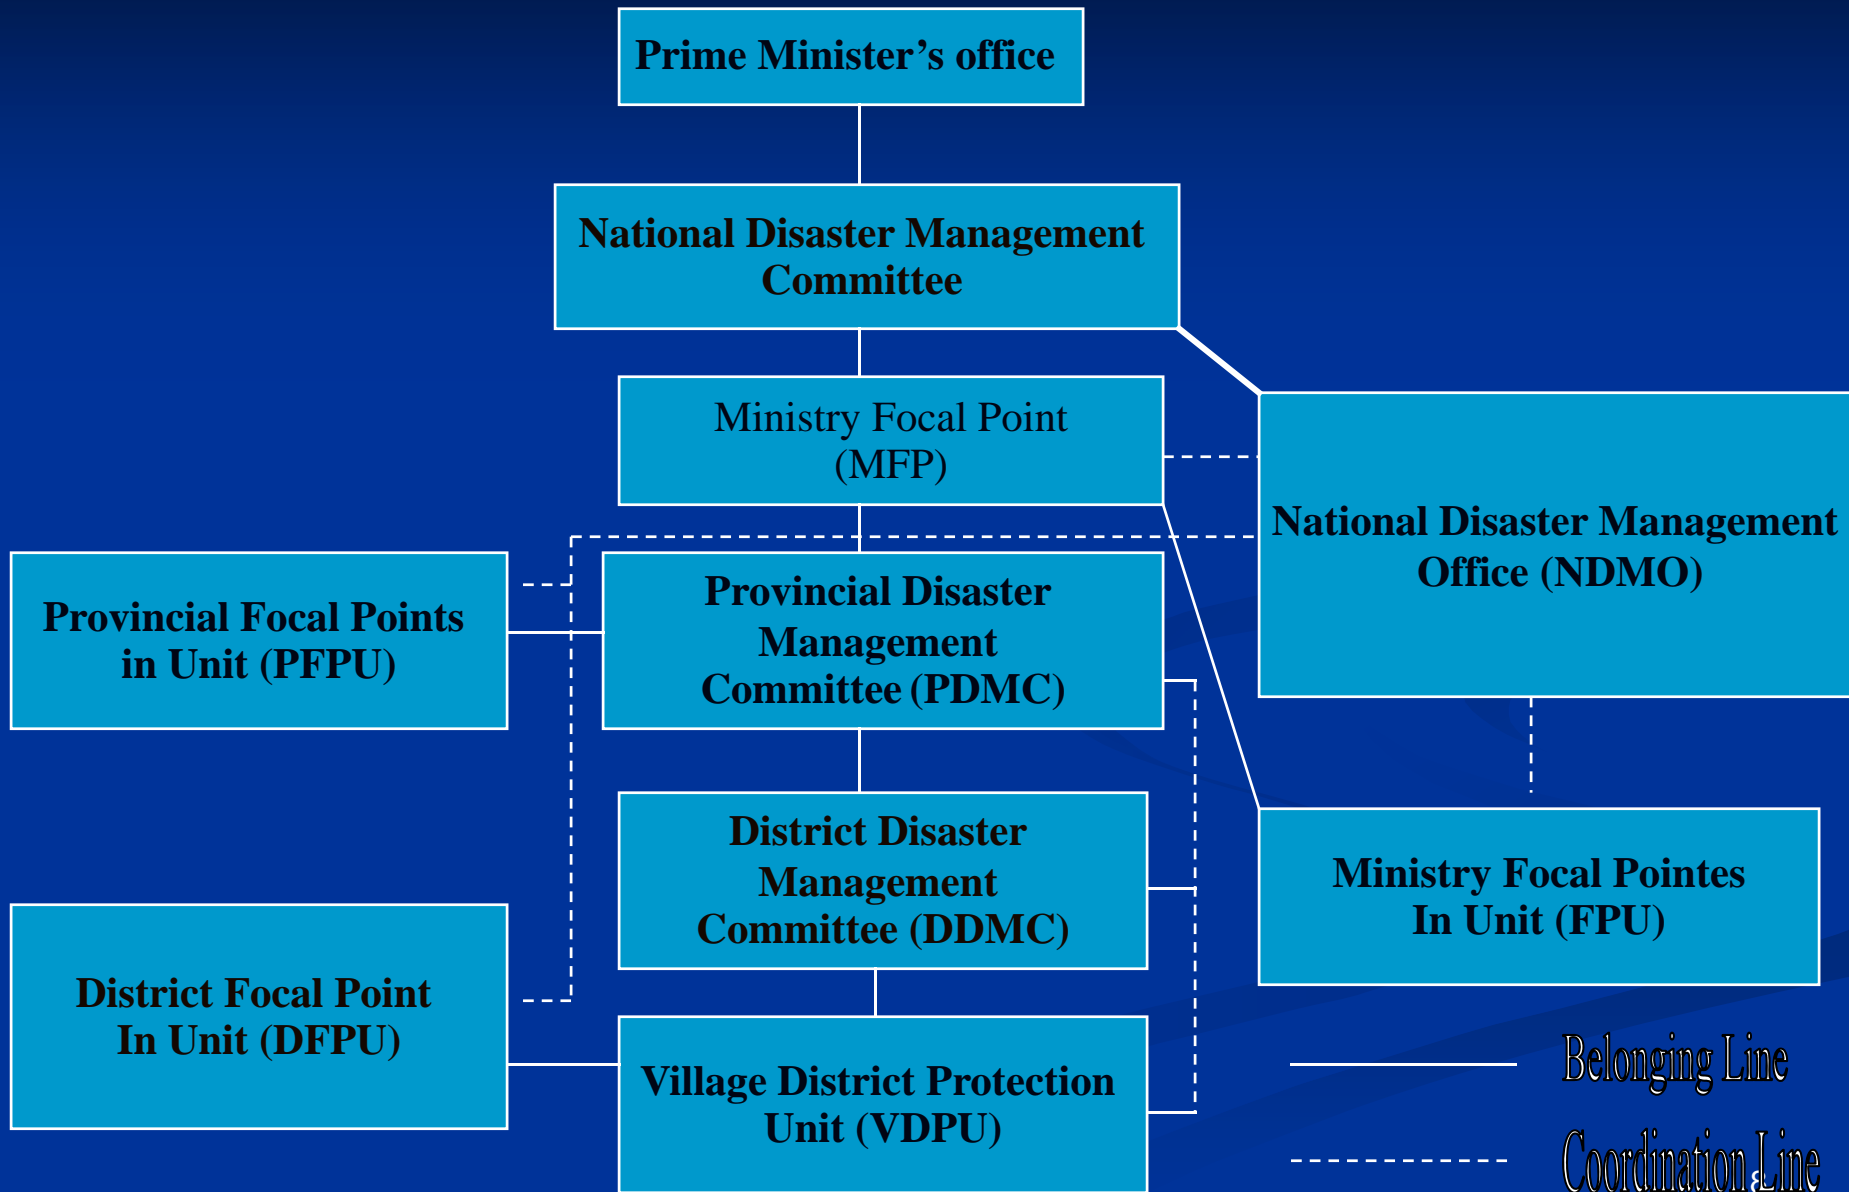 Prime Minister’s office
National Disaster Management
Committee
Ministry Focal Point
(MFP)
National Disaster Management
Office (NDMO)
Provincial Focal Points
in Unit (PFPU)
Provincial Disaster
Management
Committee (PDMC)
District Disaster
Management
Committee (DDMC)
Ministry Focal Pointes
In Unit (FPU)
District Focal Point
In Unit (DFPU)
Village District Protection
Unit (VDPU)
Belonging Line
Coordination Line